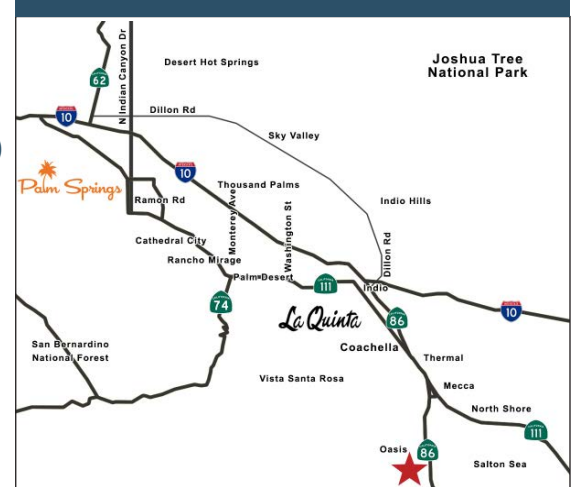 Joshua Tree
National Park
Desert Hot Springs
62
N Indian Canyon Dr
10
Dillon Rd
Sky Valley
10
Palm Springs
Thousand Palms
Ramon Rd
Indio Hills
Monterey Ave
Washington St
Dillon Rd
Cathedral City
Rancho Mirage
Palm Desert
111
Indio
74
10
La Quinta
86
San Bernardino
National Forest
Coachella
Thermal
Vista Santa Rosa
Mecca
North Shore
111
Oasis
86
Salton Sea